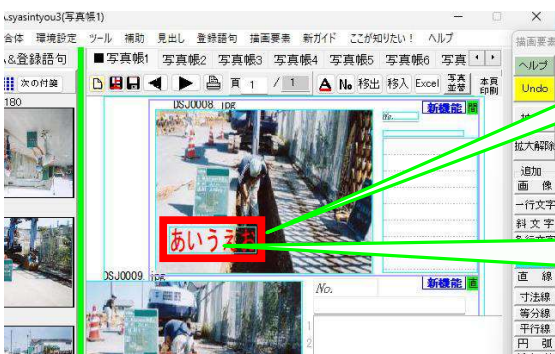 .syasintyou3(写真帳1)
合体 環境設定 ツール 補助 見出し 登録語句 描画要素 新ガイド ここが知りたい! ヘルプ
&登録語句 ■写真帳1 写真帳2 写真帳3 写真帳4 写真帳5 写真帳6 写真
次の付箋 頁 1 / 1 A No 移出 移入 Excel 写真並替 本頁印刷
180
DSJ0008.jpg
新機能 間
No.
あいうえお
DSJ0009.jpg
No.
新機能 直
1
2
描画要素
ヘルプ
Undo
拡大解除
追加
画像
一行文字
斜文字
直線
寸法線
等分線
平行線
円弧